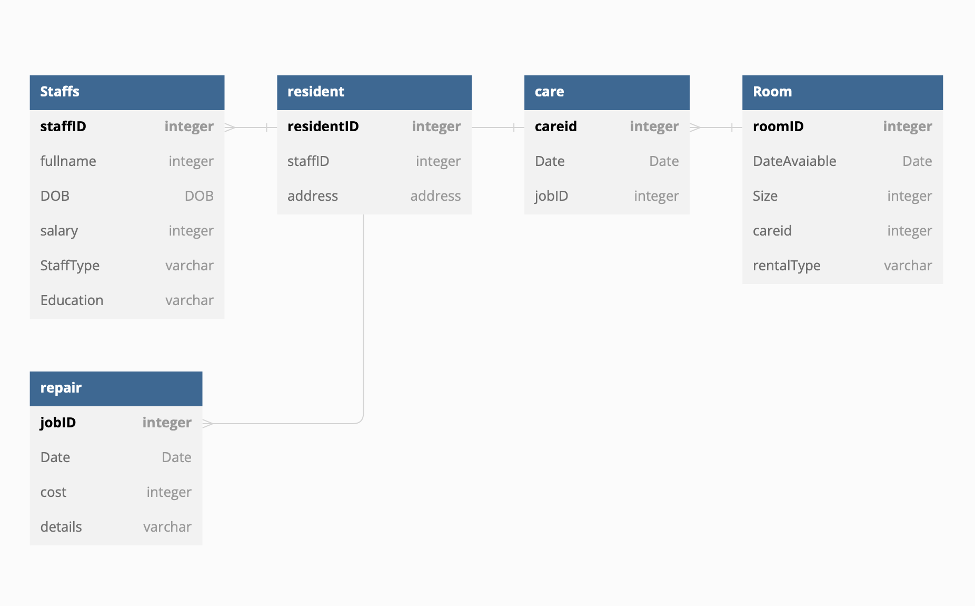 Staffs
staffID integer
fullname integer
DOB DOB
salary integer
StaffType varchar
Education varchar
resident
residentID integer
staffID integer
address address
care
careid integer
Date Date
jobID integer
Room
roomID integer
DateAvaiable Date
Size integer
careid integer
rentalType varchar
repair
jobID integer
Date Date
cost integer
details varchar